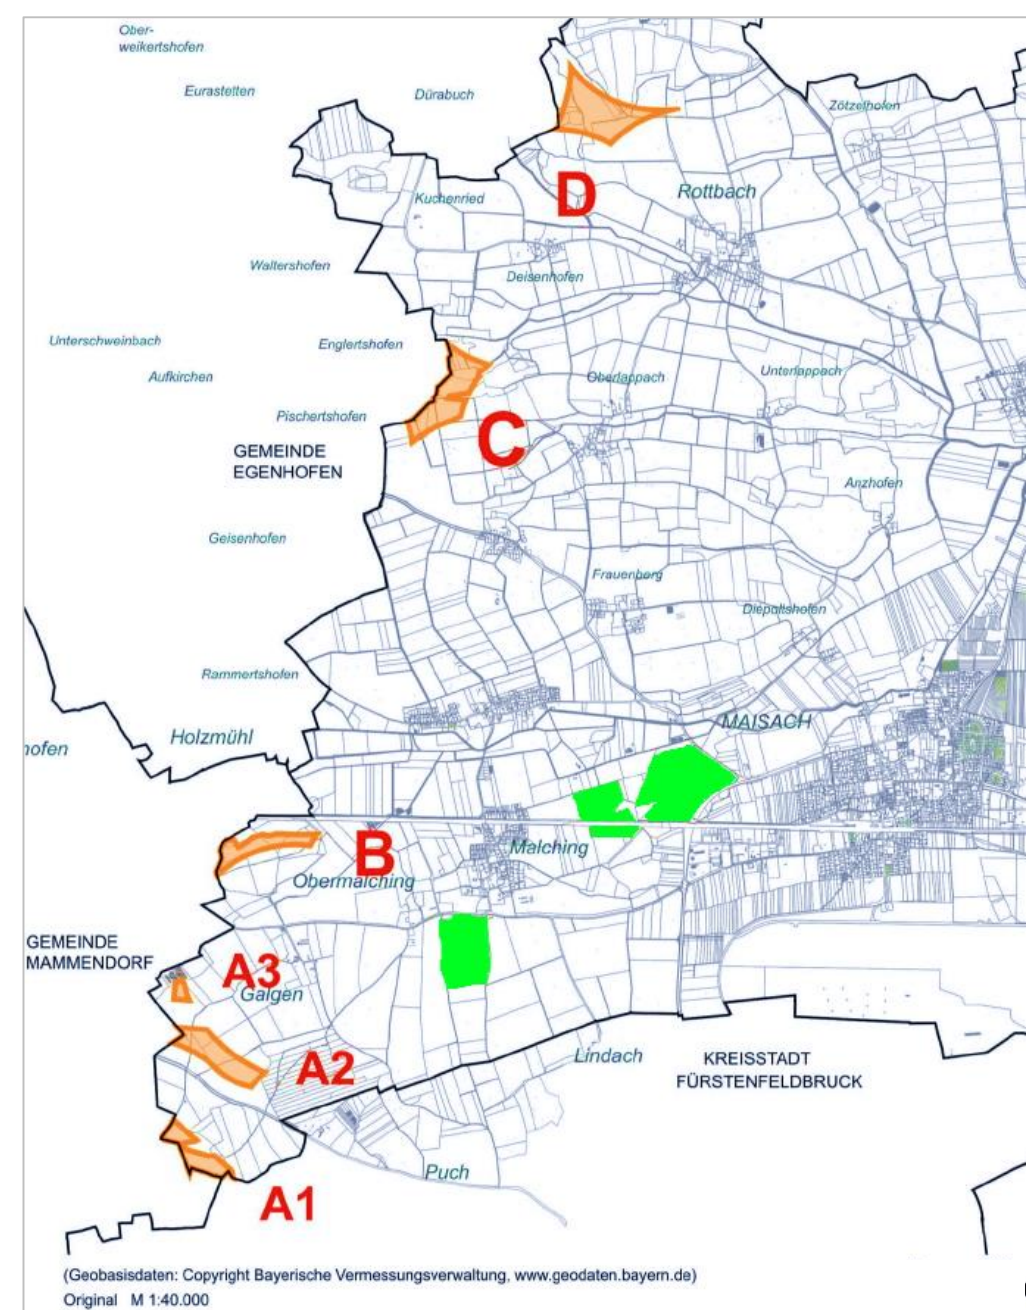 Ober-
weikertshofen
Eurastetten
Dürabuch
Zötzelhofen
D
Rottbach
Kuchenried
Waltershofen
Deisenhofen
Unterschweinbach
Englertshofen
Aufkirchen
Oberlappach
Unterlappach
Pischertshofen
C
GEMEINDE
EGENHOFEN
Anzhofen
Geisenhofen
Frauenberg
Diepoltshofen
Rammertshofen
MAISACH
Holzmühl
hofen
B
Malching
Obermalching
GEMEINDE
MAMMENDORF
A3
Galgen
A2
Lindach
KREISSTADT
FÜRSTENFELDBRUCK
Puch
A1
(Geobasisdaten: Copyright Bayerische Vermessungsverwaltung, www.geodaten.bayern.de)
Original M 1:40.000